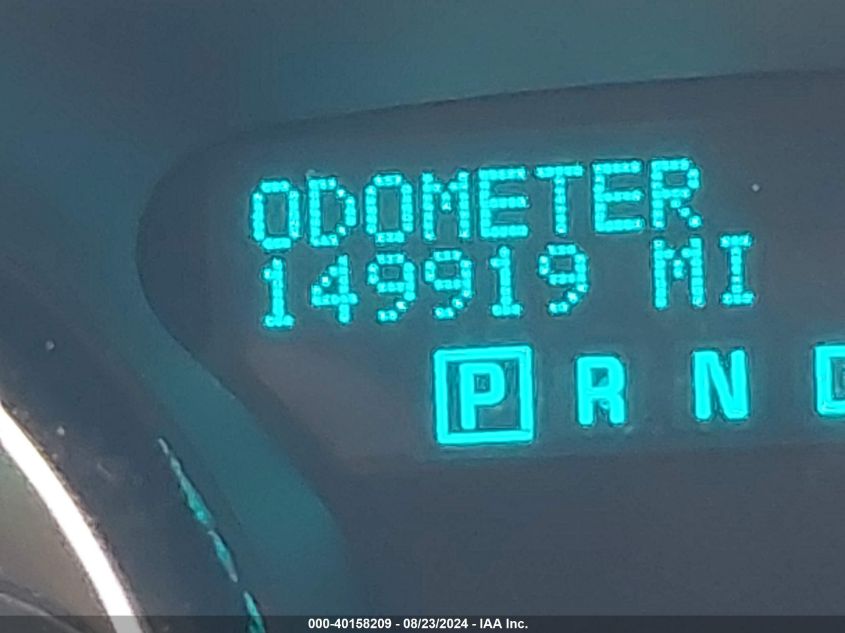 ODOMETER
149919 MI
P R N
000-40158209 - 08/23/2024 - IAA Inc.